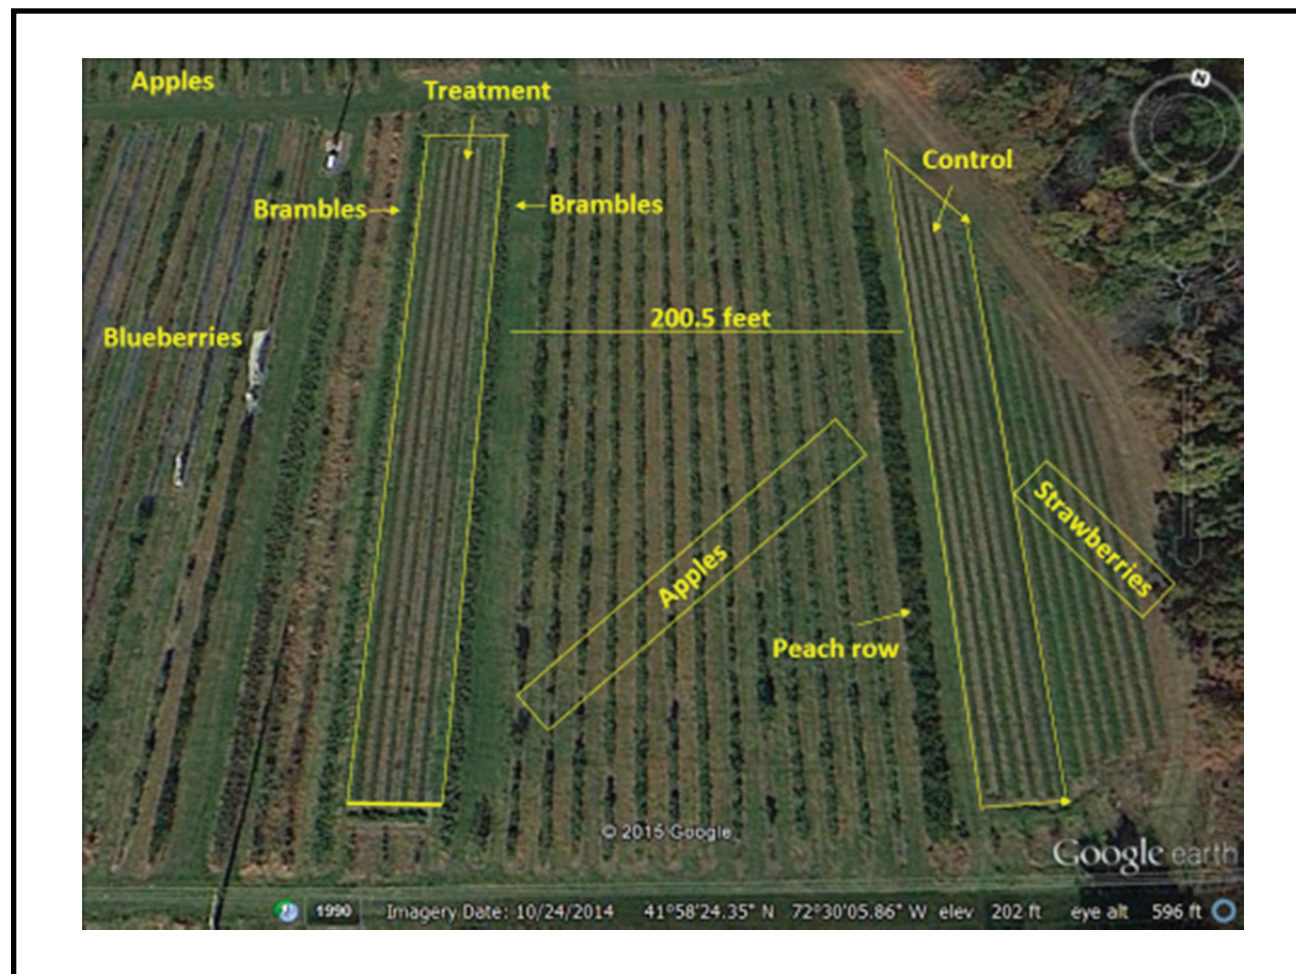 Apples
Treatment
N
Control
Brambles
Brambles
200.5 feet
Blueberries
Strawberries
Apples
Peach row
© 2015 Google
Google earth
1990
Imagery Date: 10/24/2014 41°58'24.35" N 72°30'05.86" W elev 202 ft eye alt 596 ft